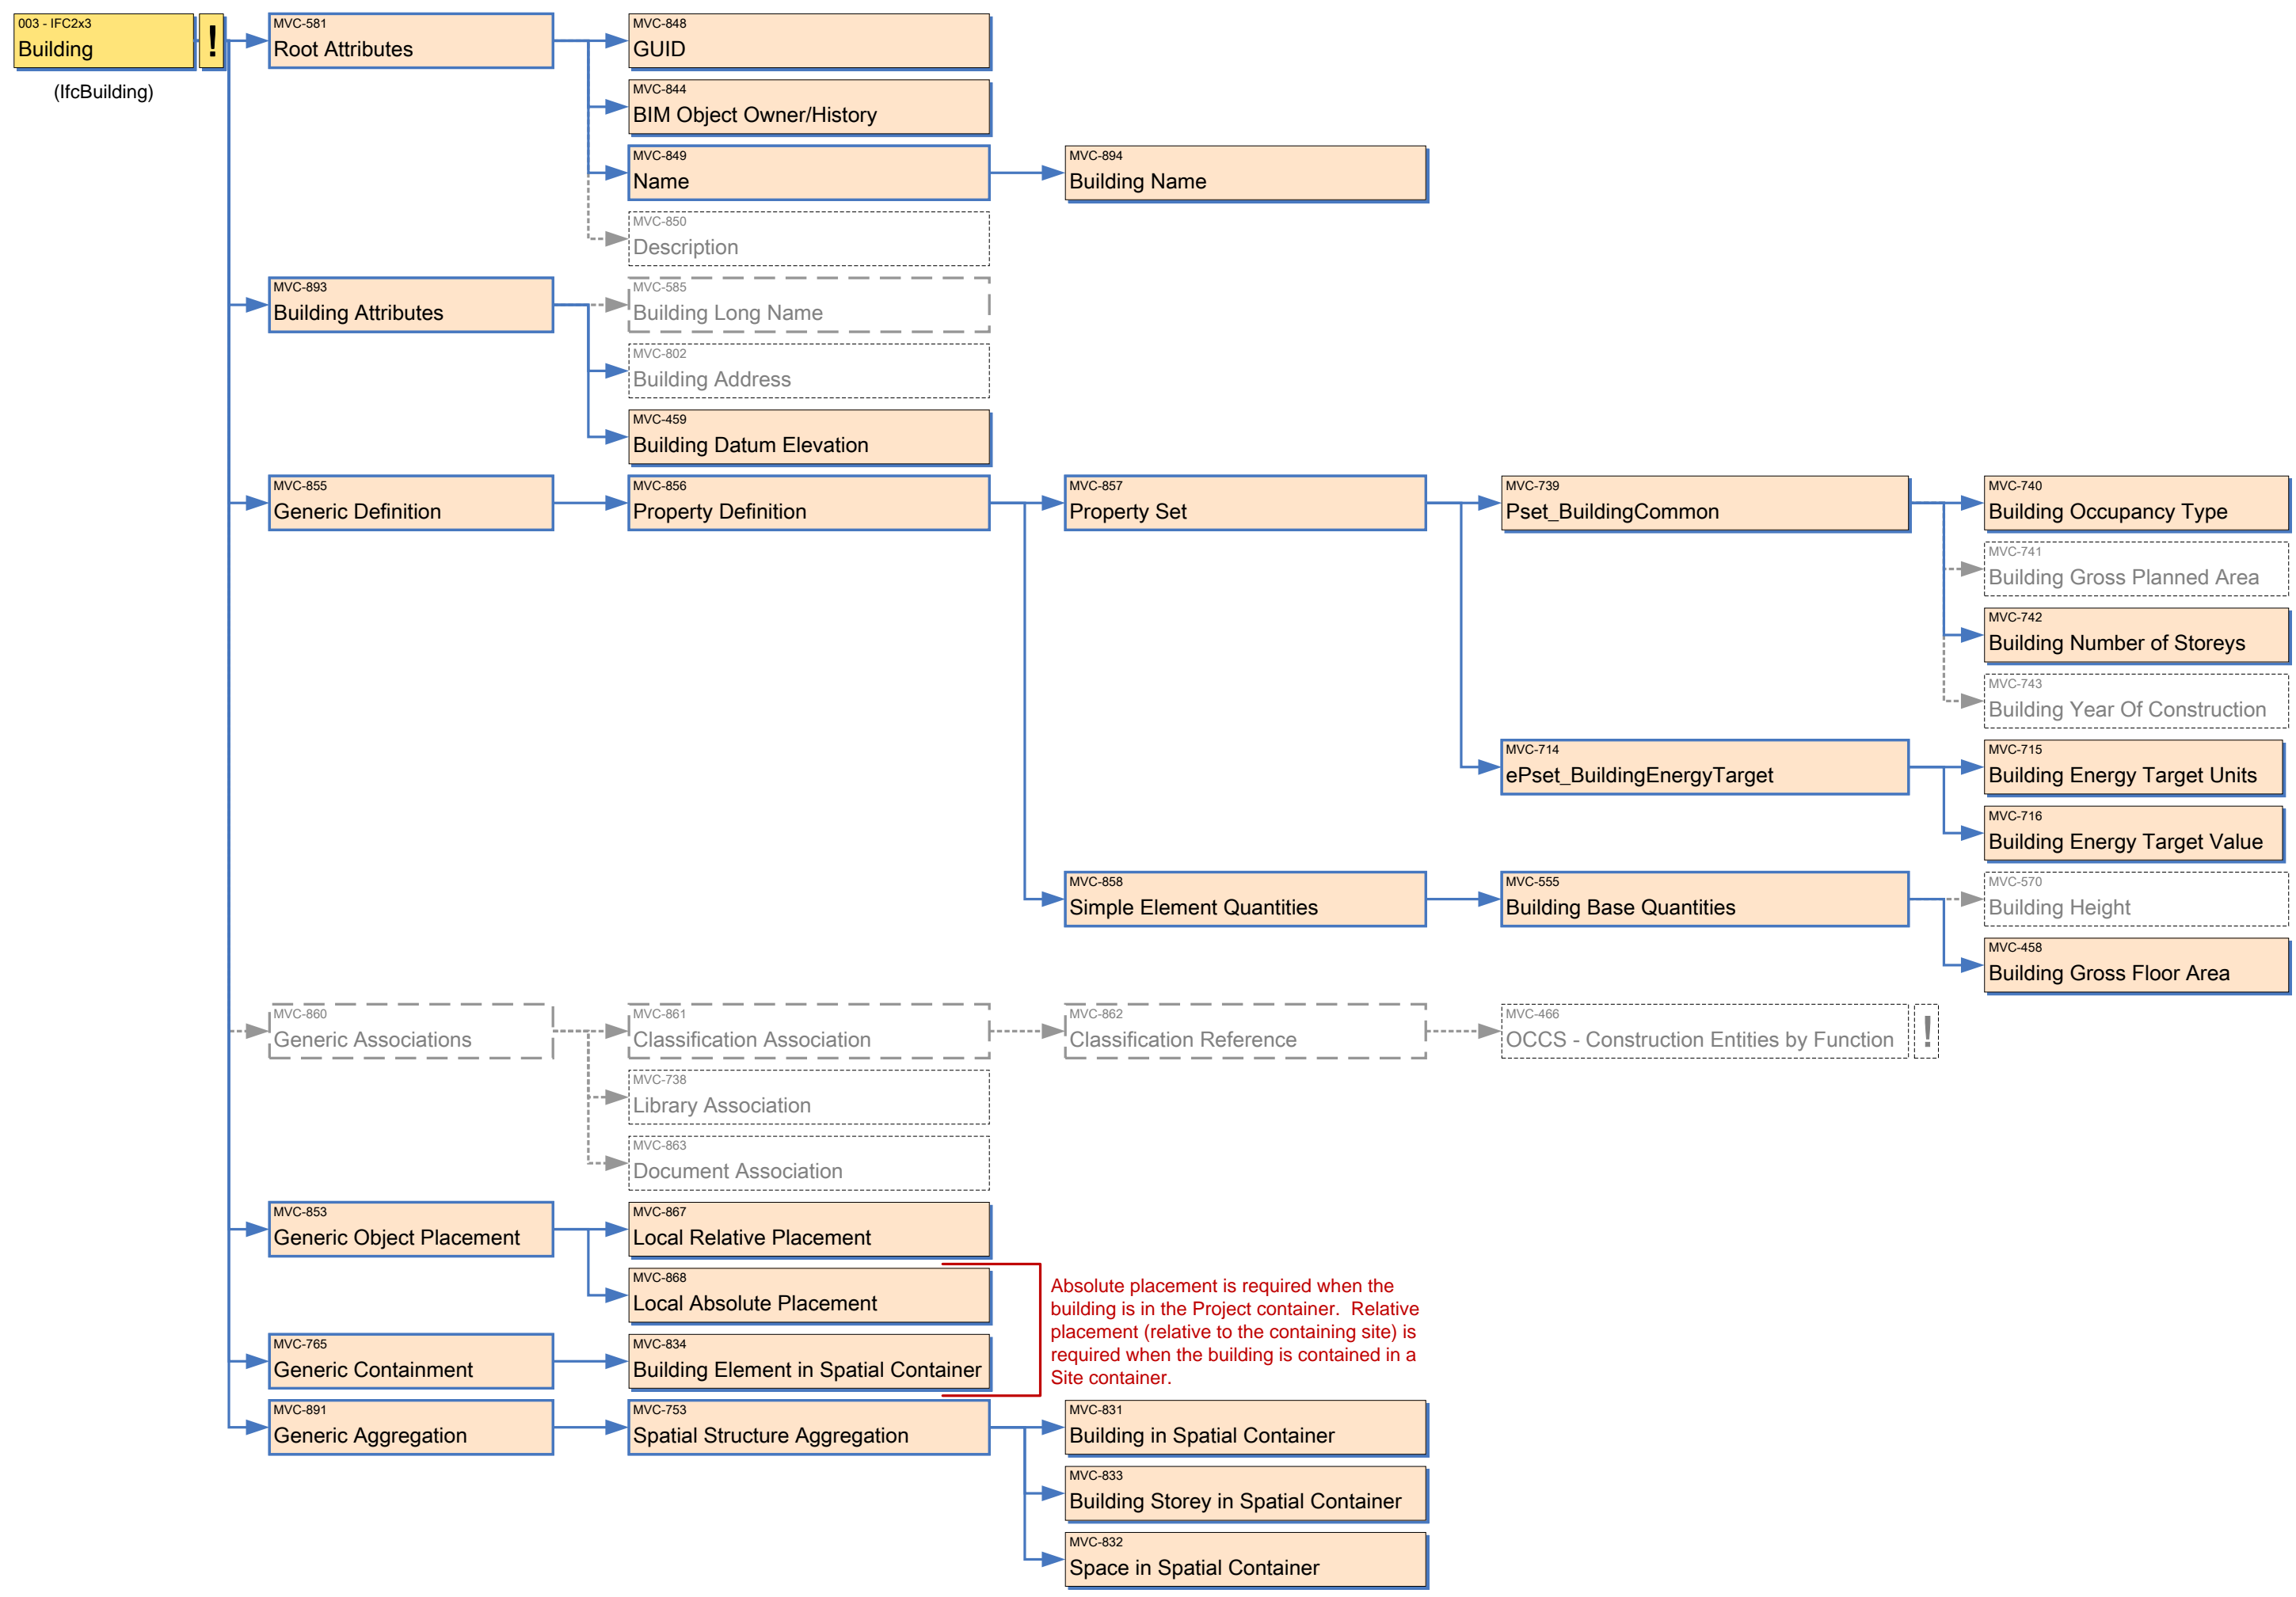 003 - IFC2x3
Building
!
(IfcBuilding)
MVC-581
Root Attributes
MVC-848
GUID
MVC-844
BIM Object Owner/History
MVC-849
Name
MVC-894
Building Name
MVC-850
Description
MVC-893
Building Attributes
MVC-585
Building Long Name
MVC-802
Building Address
MVC-459
Building Datum Elevation
MVC-855
Generic Definition
MVC-856
Property Definition
MVC-857
Property Set
MVC-739
Pset_BuildingCommon
MVC-740
Building Occupancy Type
MVC-741
Building Gross Planned Area
MVC-742
Building Number of Storeys
MVC-743
Building Year Of Construction
MVC-714
ePset_BuildingEnergyTarget
MVC-715
Building Energy Target Units
MVC-716
Building Energy Target Value
MVC-858
Simple Element Quantities
MVC-555
Building Base Quantities
MVC-570
Building Height
MVC-458
Building Gross Floor Area
MVC-860
Generic Associations
MVC-861
Classification Association
MVC-862
Classification Reference
MVC-466
OCCS - Construction Entities by Function
!
MVC-738
Library Association
MVC-863
Document Association
MVC-853
Generic Object Placement
MVC-867
Local Relative Placement
MVC-868
Local Absolute Placement
Absolute placement is required when the
building is in the Project container.  Relative
placement (relative to the containing site) is
required when the building is contained in a
Site container.
MVC-765
Generic Containment
MVC-834
Building Element in Spatial Container
MVC-891
Generic Aggregation
MVC-753
Spatial Structure Aggregation
MVC-831
Building in Spatial Container
MVC-833
Building Storey in Spatial Container
MVC-832
Space in Spatial Container